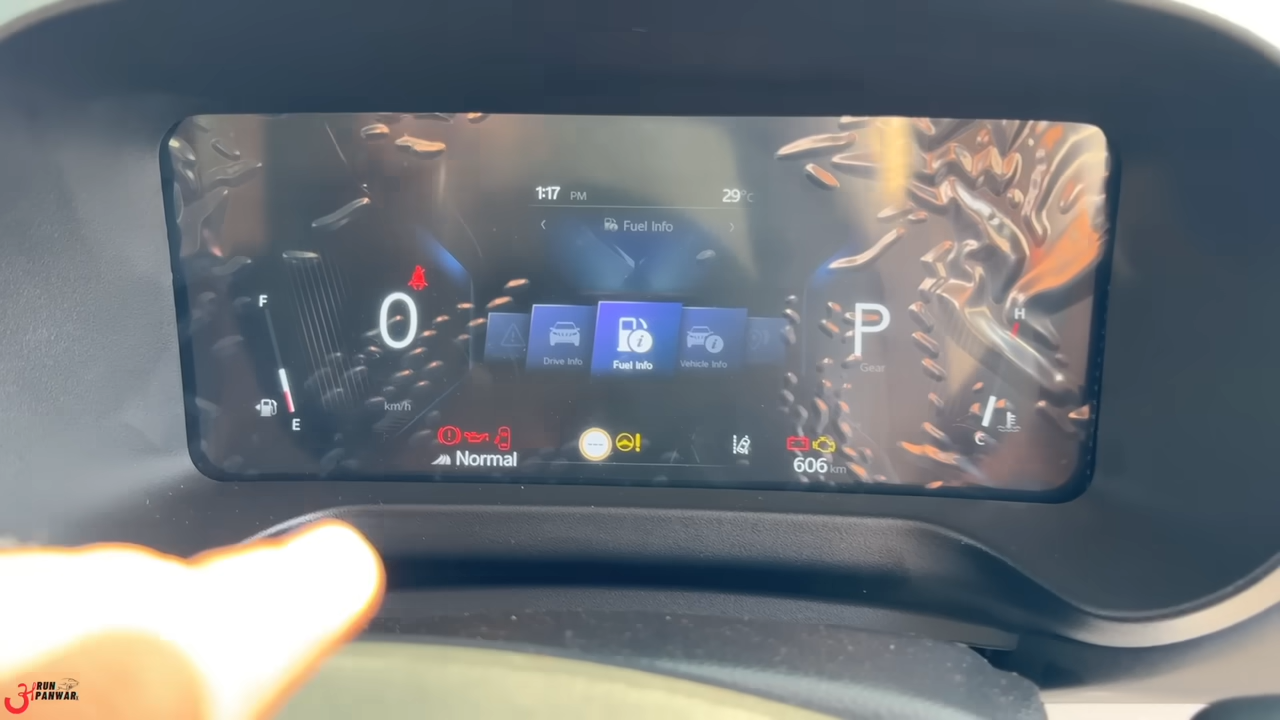 1:17 PM
29°C
Fuel Info
F
0
km/h
E
Drive Info
Fuel Info
Vehicle Info
P
Gear
H
C
Normal
606 km
RUN
PANWAR